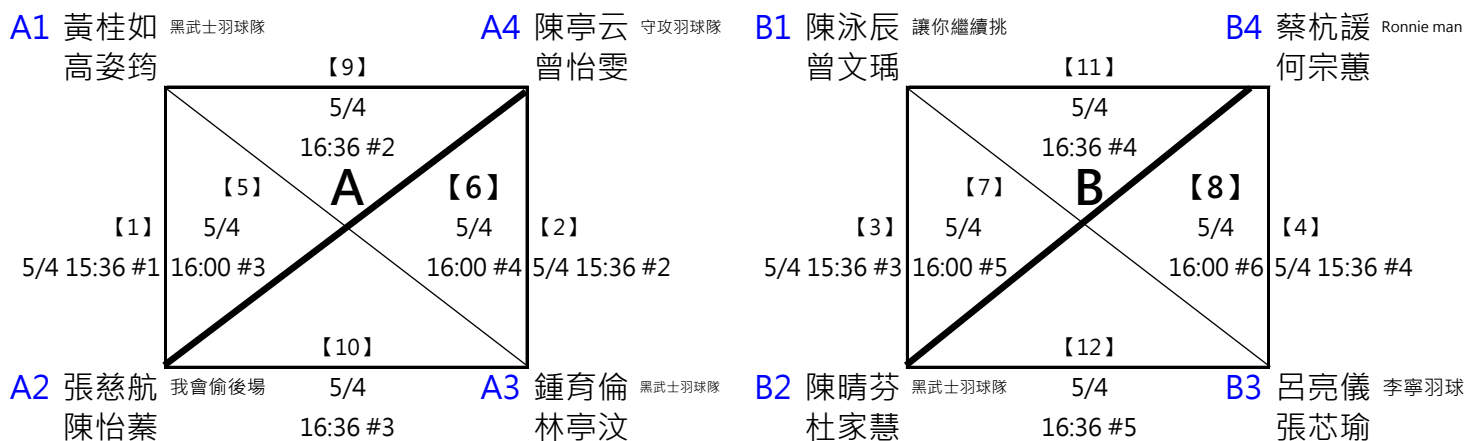 A1 黃桂如 黑武士羽球隊 A4 陳亭云 守攻羽球隊 B1 陳泳辰 讓你繼續挑 B4 蔡杭諼 Ronnie man
高姿筠 【9】 曾怡雯 曾文瑀 【11】 何宗蕙
5/4 5/4
16:36 #2 16:36 #4
【5】 A 【6】 【7】 B 【8】
【1】 5/4 5/4 【2】 【3】 5/4 5/4 【4】
5/4 15:36 #1 16:00 #3 16:00 #4 5/4 15:36 #2 5/4 15:36 #3 16:00 #5 16:00 #6 5/4 15:36 #4
【10】 【12】
A2 張慈航 我會偷後場 5/4 A3 鍾育倫 黑武士羽球隊 B2 陳晴芬 黑武士羽球隊 5/4 B3 呂亮儀 李寧羽球
陳怡蓁 16:36 #3 林亭汶 杜家慧 16:36 #5 張芯瑜